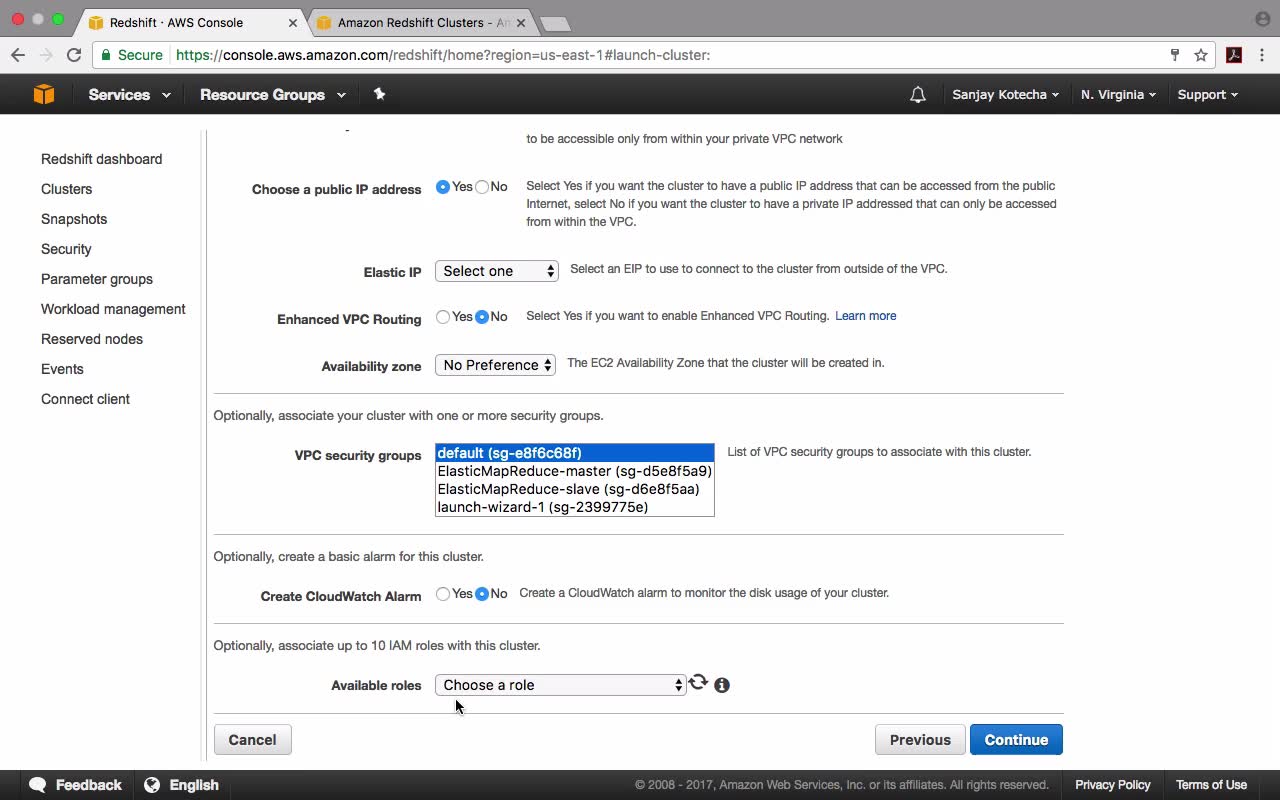 Redshift · AWS Console
Amazon Redshift Clusters - Am
Secure https://console.aws.amazon.com/redshift/home?region=us-east-1#launch-cluster:
Services Resource Groups Sanjay Kotecha N. Virginia Support
Redshift dashboard
Clusters
Snapshots
Security
Parameter groups
Workload management
Reserved nodes
Events
Connect client
to be accessible only from within your private VPC network
Choose a public IP address Yes No Select Yes if you want the cluster to have a public IP address that can be accessed from the public
Internet, select No if you want the cluster to have a private IP addressed that can only be accessed
from within the VPC.
Elastic IP Select one Select an EIP to use to connect to the cluster from outside of the VPC.
Enhanced VPC Routing Yes No Select Yes if you want to enable Enhanced VPC Routing. Learn more
Availability zone No Preference The EC2 Availability Zone that the cluster will be created in.
Optionally, associate your cluster with one or more security groups.
VPC security groups default (sg-e8f6c68f) List of VPC security groups to associate with this cluster.
ElasticMapReduce-master (sg-d5e8f5a9)
ElasticMapReduce-slave (sg-d6e8f5aa)
launch-wizard-1 (sg-2399775e)
Optionally, create a basic alarm for this cluster.
Create CloudWatch Alarm Yes No Create a CloudWatch alarm to monitor the disk usage of your cluster.
Optionally, associate up to 10 IAM roles with this cluster.
Available roles Choose a role
Cancel Previous Continue
Feedback English © 2008 - 2017, Amazon Web Services, Inc. or its affiliates. All rights reserved. Privacy Policy Terms of Use